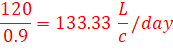 120/0.9 = 133.33 L/c /day